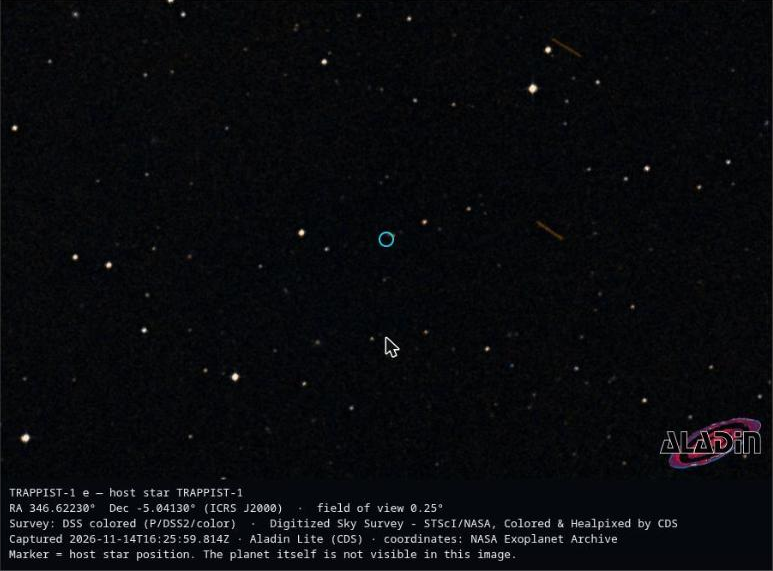 ALADIN
TRAPPIST-1 e — host star TRAPPIST-1
RA 346.62230° Dec -5.04130° (ICRS J2000) · field of view 0.25°
Survey: DSS colored (P/DSS2/color) · Digitized Sky Survey - STScI/NASA, Colored & Healpixed by CDS
Captured 2026-11-14T16:25:59.814Z · Aladin Lite (CDS) · coordinates: NASA Exoplanet Archive
Marker = host star position. The planet itself is not visible in this image.